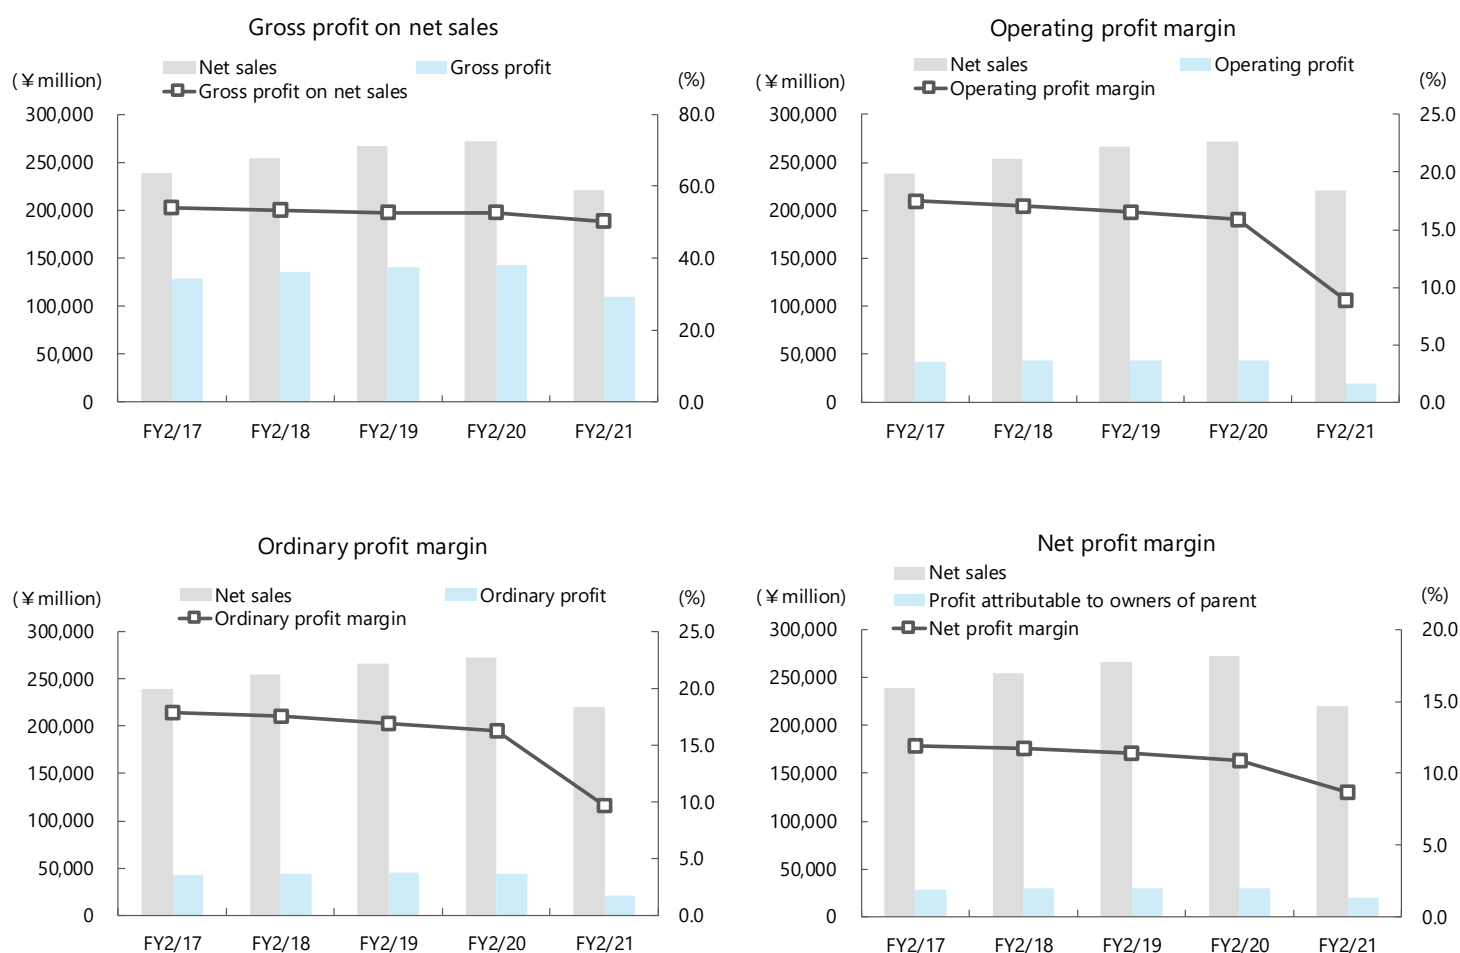 Gross profit on net sales
Net sales
Gross profit
Gross profit on net sales
(¥million)
(%)
300,000
250,000
200,000
150,000
100,000
50,000
0
80.0
60.0
40.0
20.0
0.0
FY2/17 FY2/18 FY2/19 FY2/20 FY2/21
Operating profit margin
Net sales
Operating profit
Operating profit margin
(¥million)
(%)
300,000
250,000
200,000
150,000
100,000
50,000
0
25.0
20.0
15.0
10.0
5.0
0.0
FY2/17 FY2/18 FY2/19 FY2/20 FY2/21
Ordinary profit margin
Net sales
Ordinary profit
Ordinary profit margin
(¥million)
(%)
300,000
250,000
200,000
150,000
100,000
50,000
0
25.0
20.0
15.0
10.0
5.0
0.0
FY2/17 FY2/18 FY2/19 FY2/20 FY2/21
Net profit margin
Net sales
Profit attributable to owners of parent
Net profit margin
(¥million)
(%)
300,000
250,000
200,000
150,000
100,000
50,000
0
20.0
15.0
10.0
5.0
0.0
FY2/17 FY2/18 FY2/19 FY2/20 FY2/21